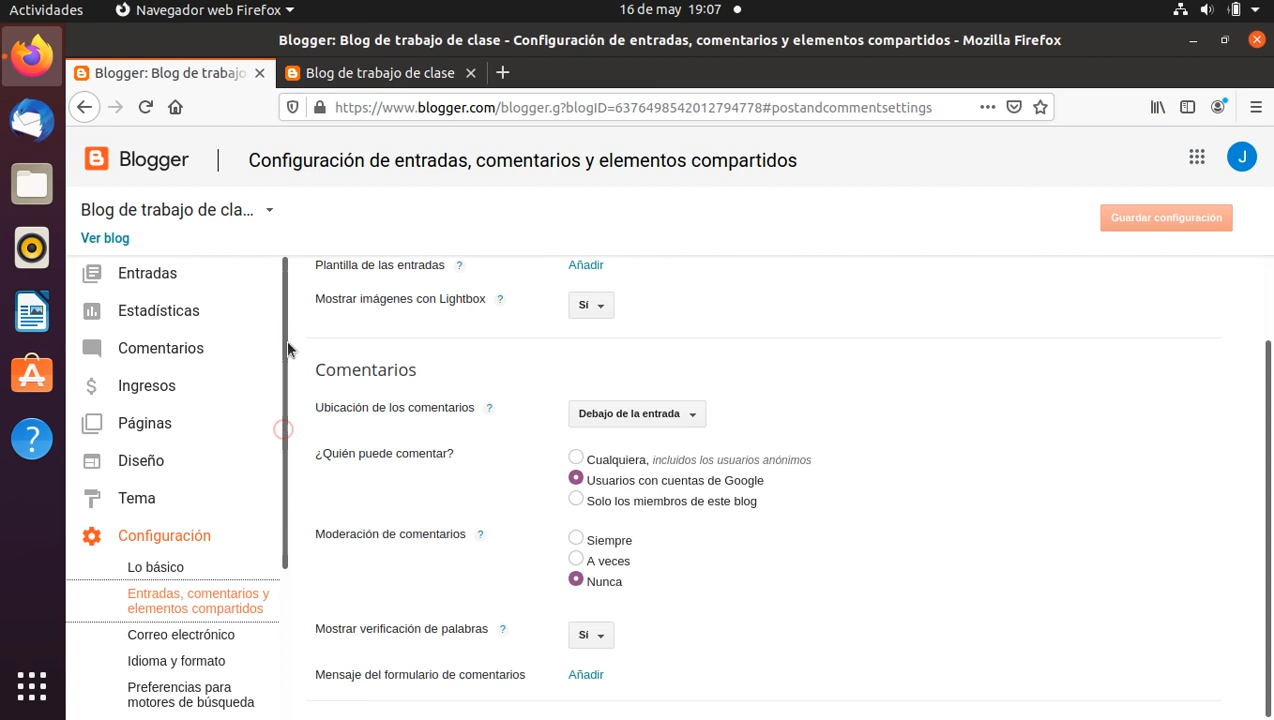 Actividades Navegador web Firefox 16 de may 19:07
Blogger: Blog de trabajo de clase - Configuración de entradas, comentarios y elementos compartidos - Mozilla Firefox
Blogger: Blog de trabajo Blog de trabajo de clase
https://www.blogger.com/blogger.g?blogID=6376498542012794778#postandcommentsettings
Blogger Configuración de entradas, comentarios y elementos compartidos J
Blog de trabajo de cla... Guardar configuración
Ver blog
Entradas
Estadísticas
Comentarios
Ingresos
Páginas
Diseño
Tema
Configuración
Lo básico
Entradas, comentarios y
elementos compartidos
Correo electrónico
Idioma y formato
Preferencias para
motores de búsqueda
Plantilla de las entradas ? Añadir
Mostrar imágenes con Lightbox ? Sí
Comentarios
Ubicación de los comentarios ? Debajo de la entrada
¿Quién puede comentar?
Cualquiera, incluidos los usuarios anónimos
Usuarios con cuentas de Google
Solo los miembros de este blog
Moderación de comentarios ?
Siempre
A veces
Nunca
Mostrar verificación de palabras ? Sí
Mensaje del formulario de comentarios Añadir